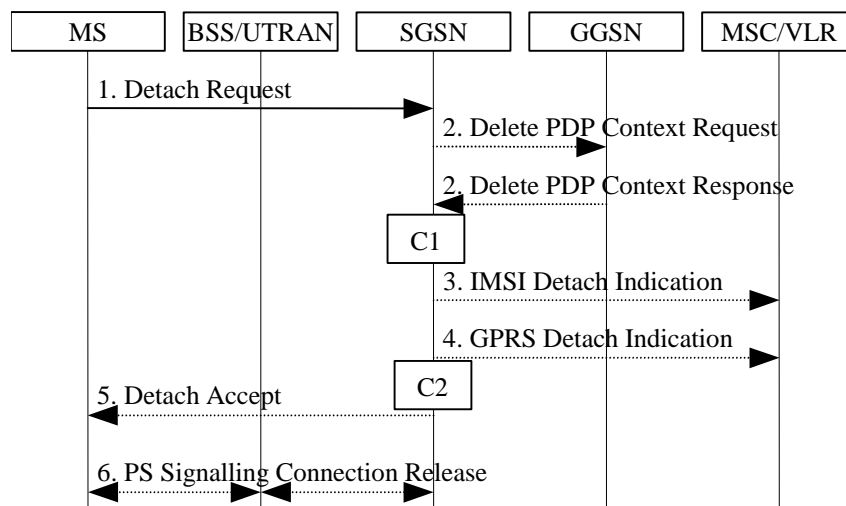 MS
BSS/UTRAN
SGSN
GGSN
MSC/VLR
1. Detach Request
2. Delete PDP Context Request
2. Delete PDP Context Response
C1
3. IMSI Detach Indication
4. GPRS Detach Indication
C2
5. Detach Accept
6. PS Signalling Connection Release